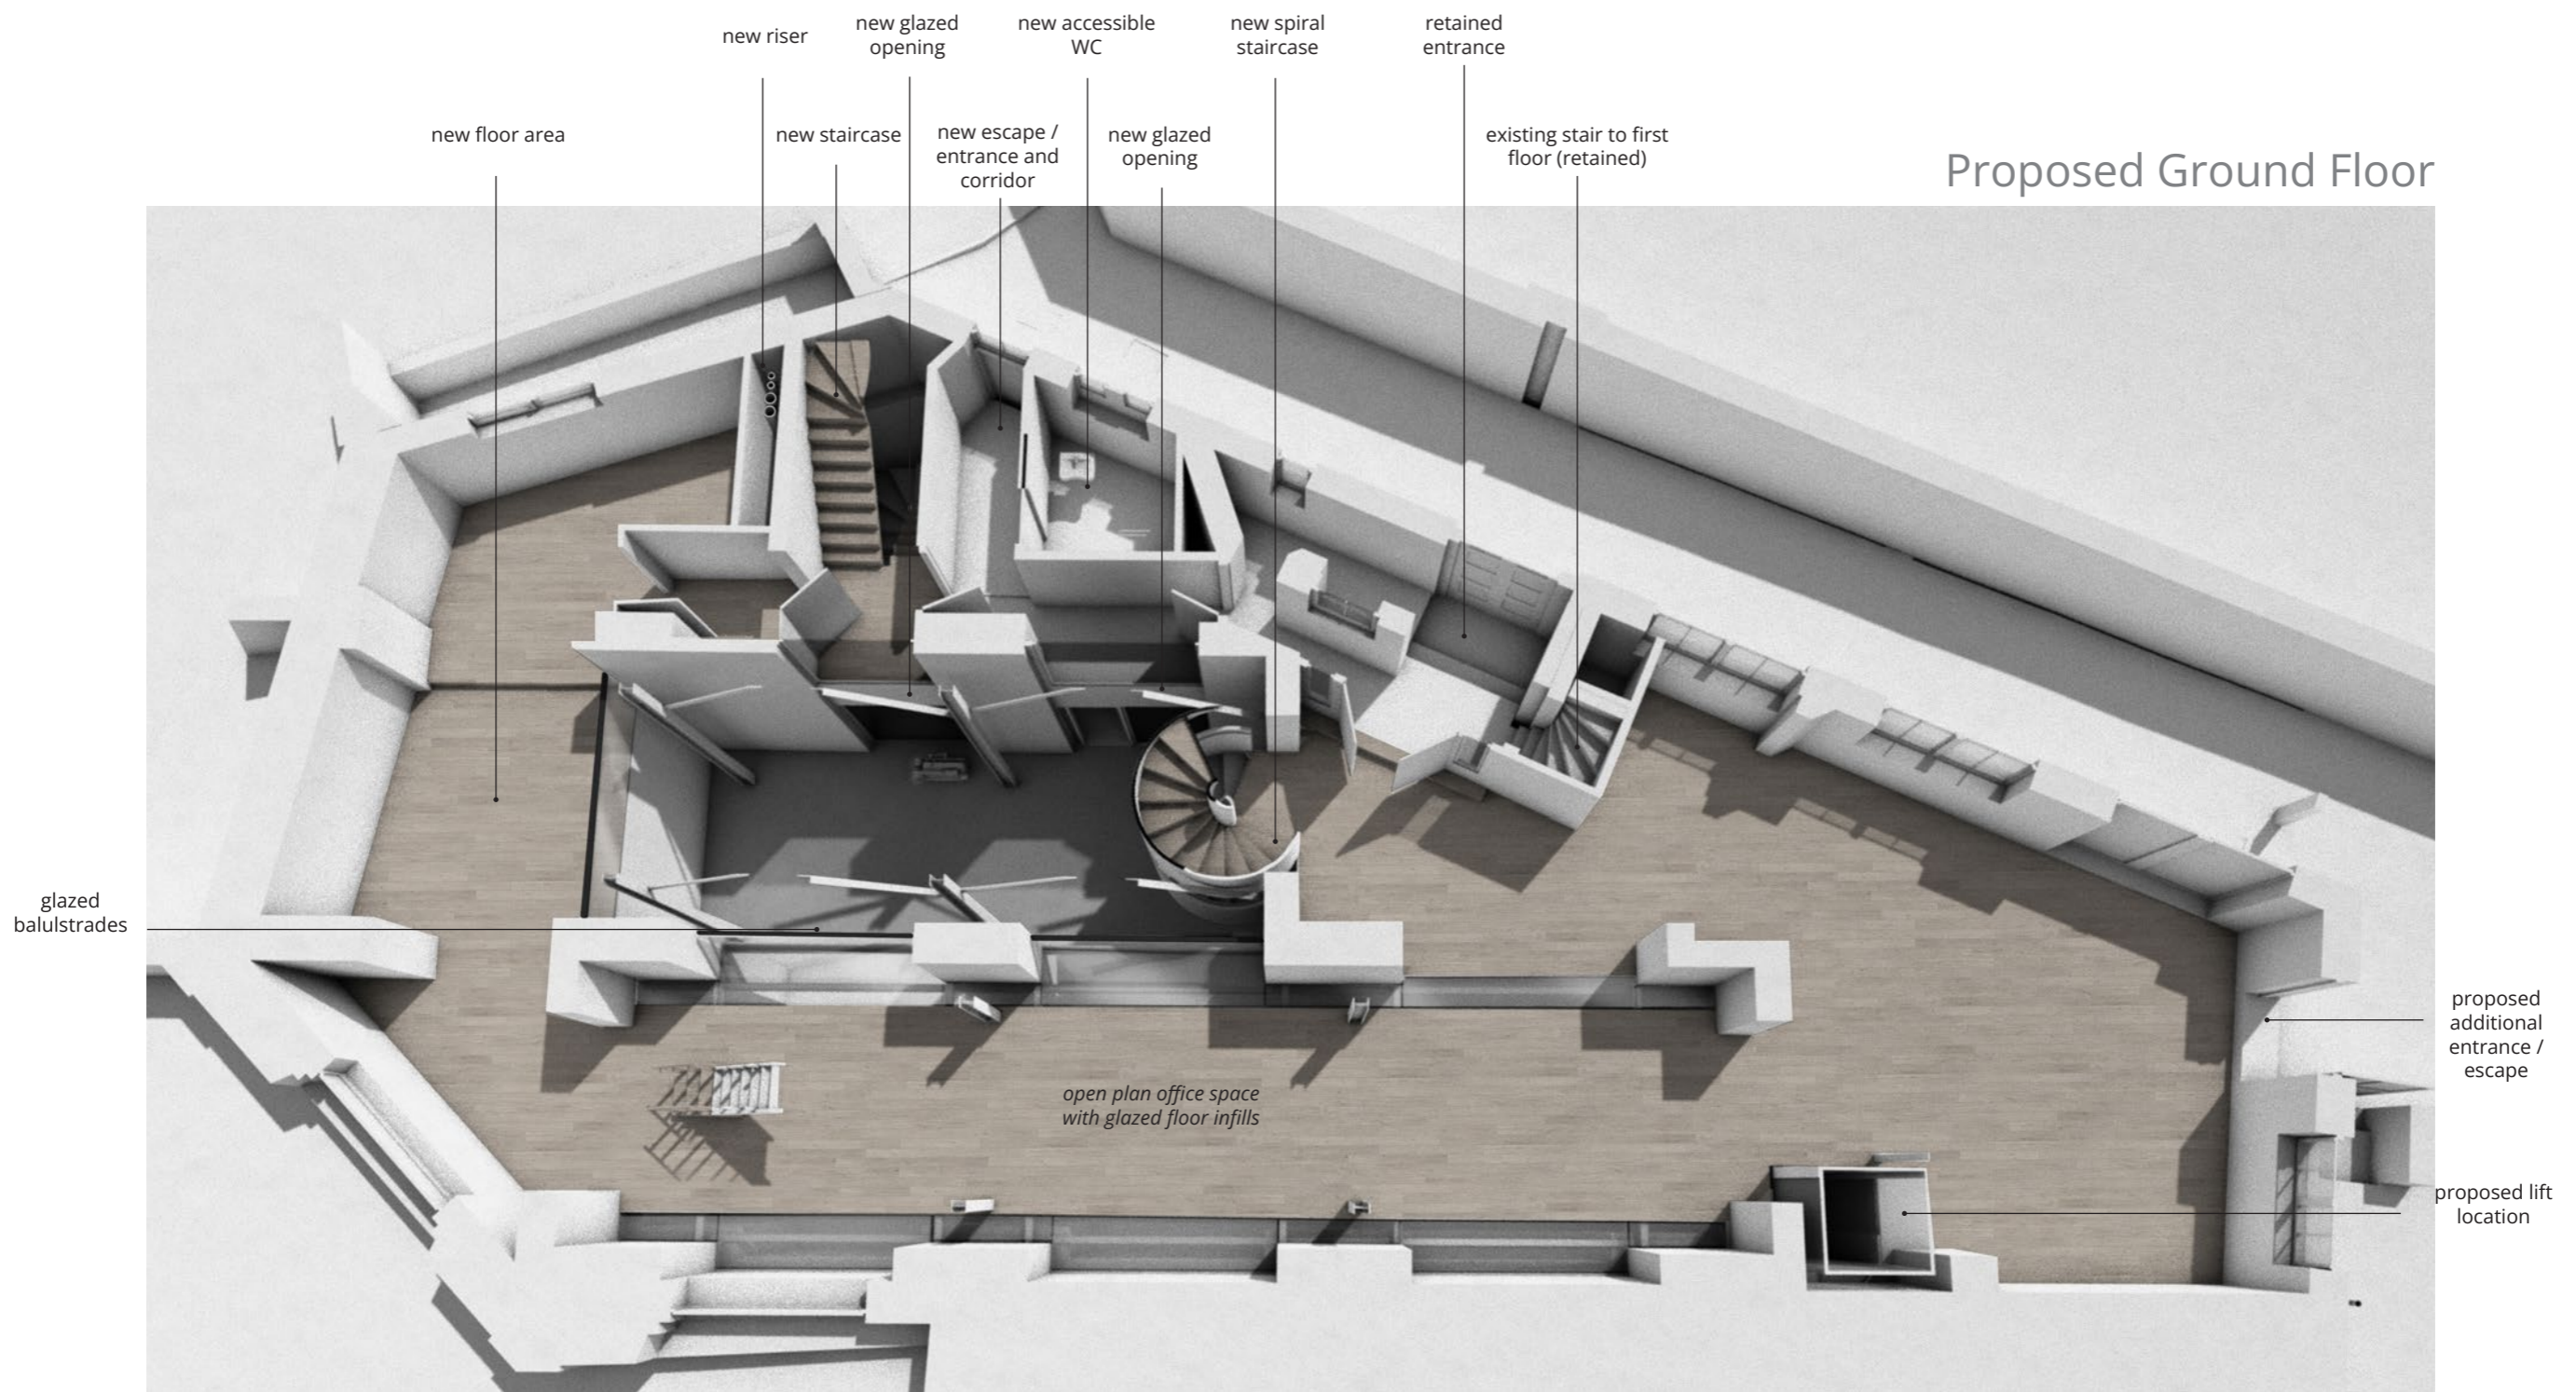 new riser
new glazed
opening
new accessible
WC
new spiral
staircase
retained
entrance
new floor area
new staircase
new escape /
entrance and
corridor
new glazed
opening
existing stair to first
floor (retained)
Proposed Ground Floor
glazed
balulstrades
proposed
additional
entrance /
escape
open plan office space
with glazed floor infills
proposed lift
location